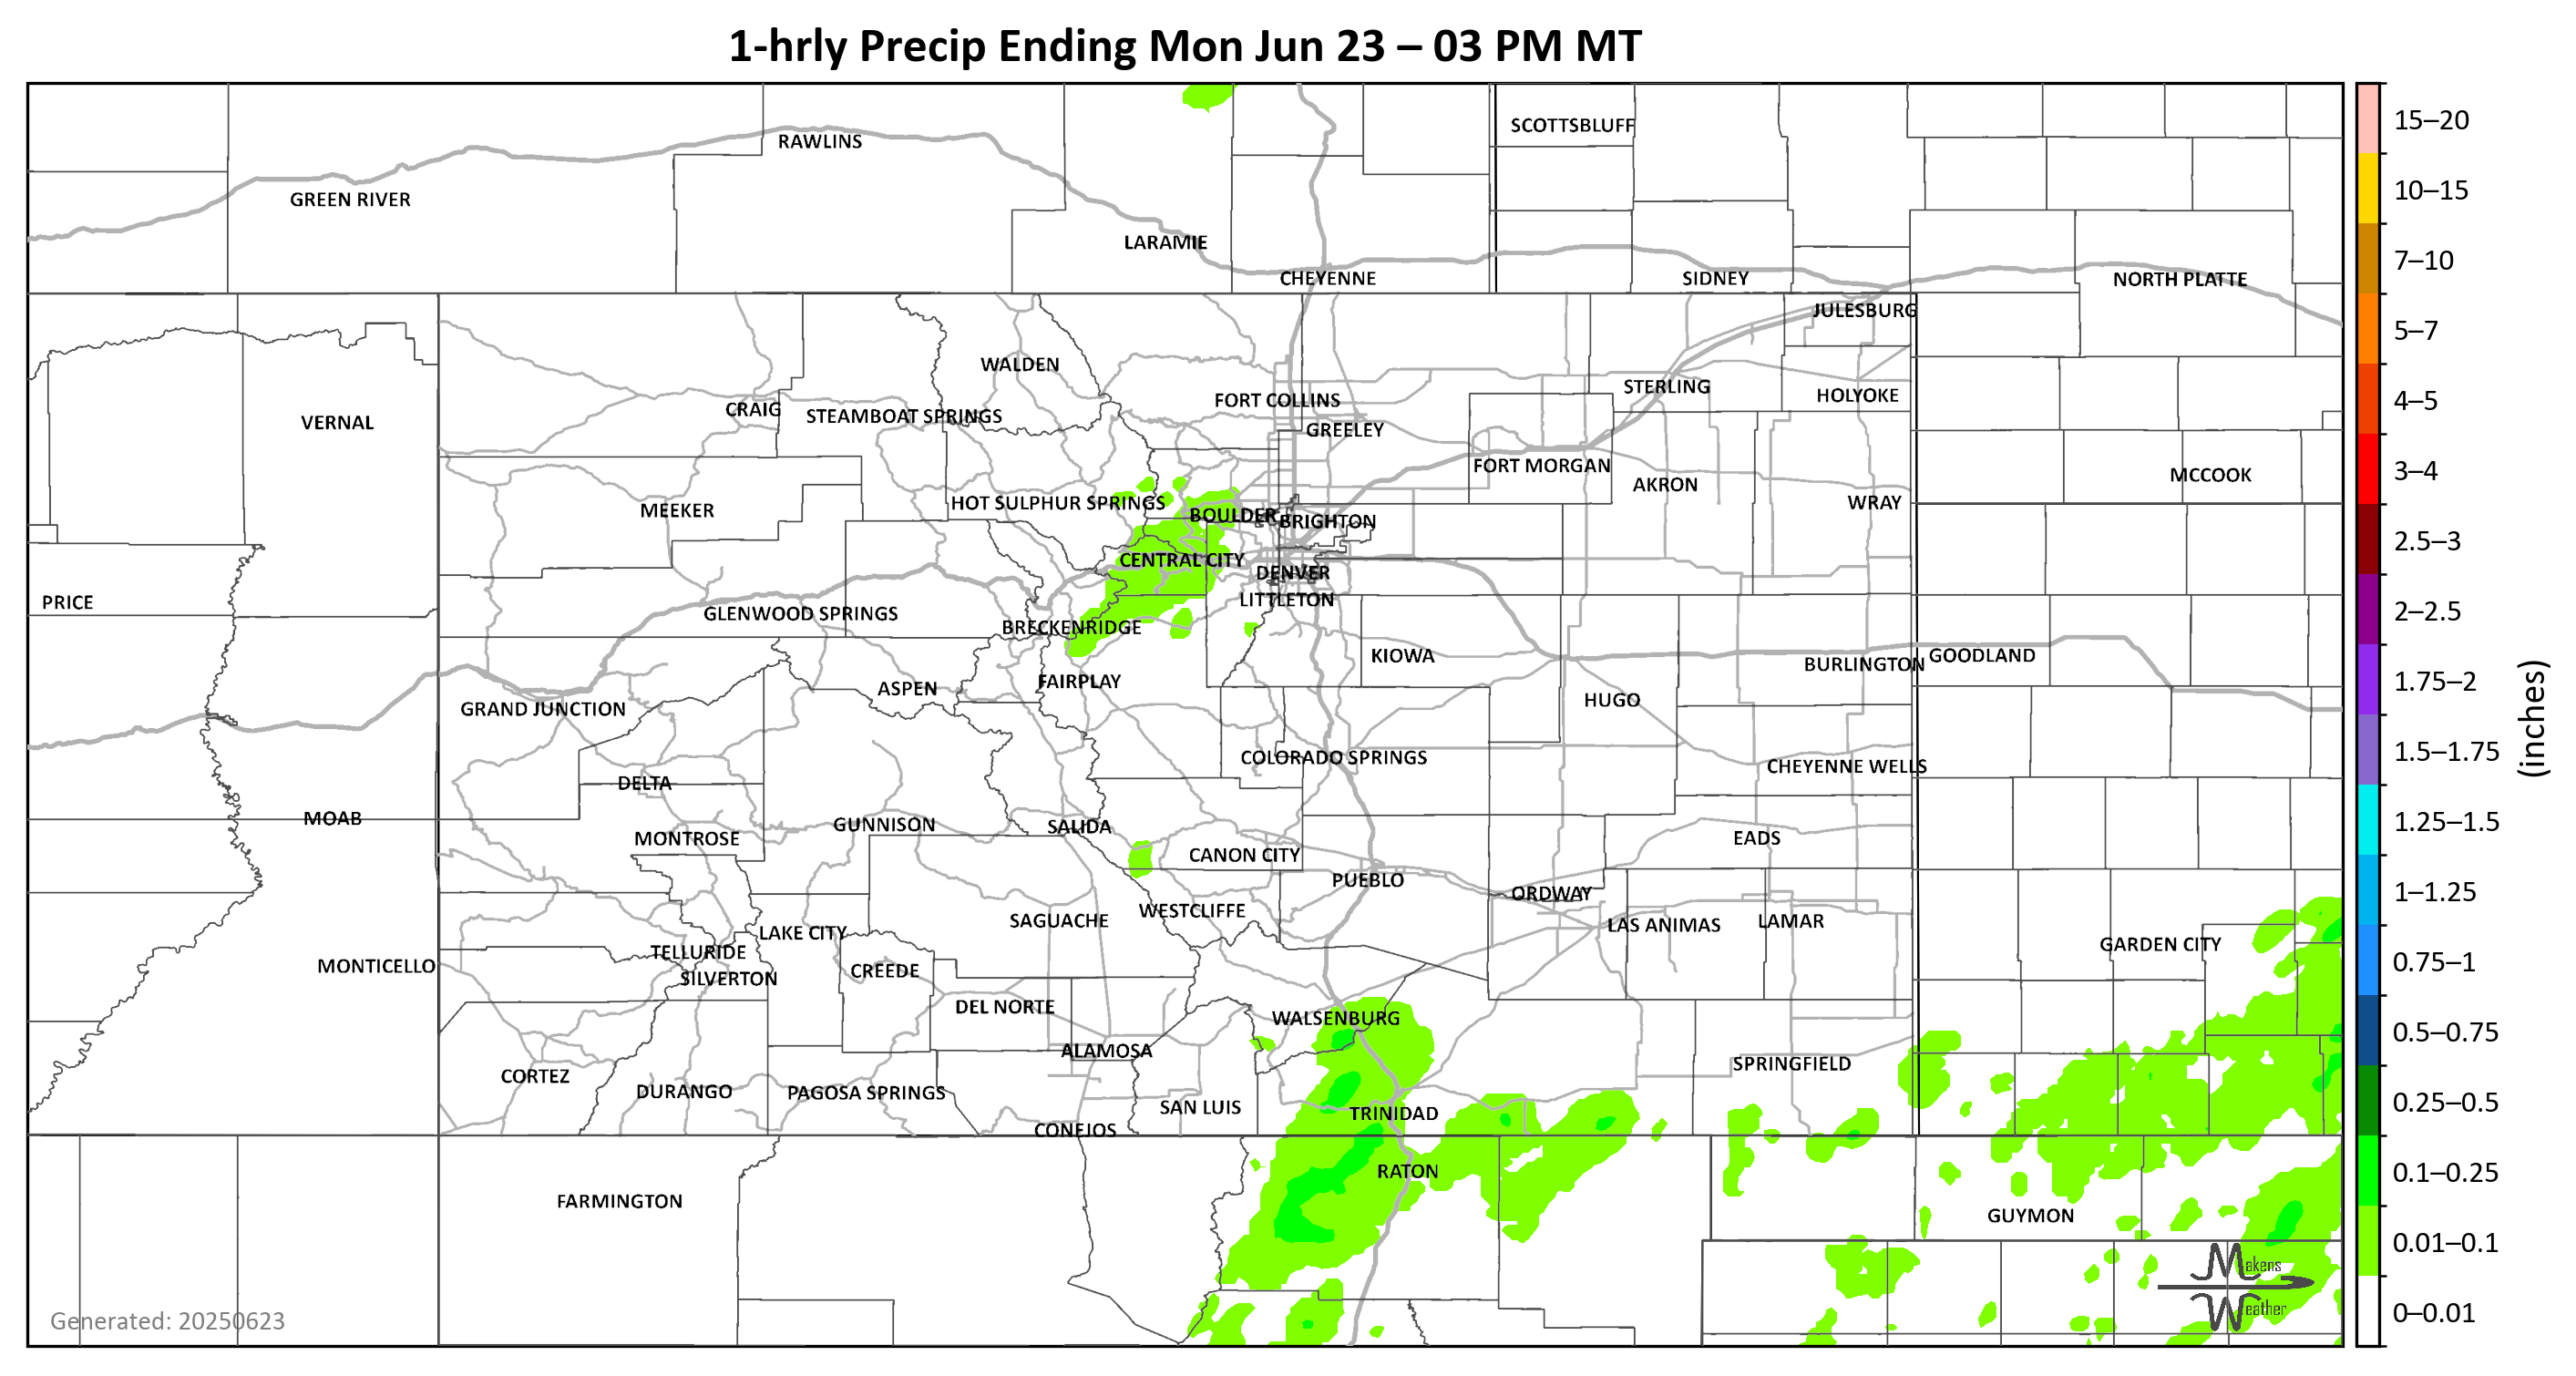 1-hrly Precip Ending Mon Jun 23 – 03 PM MT
15–20
SCOTTSBLUFF
RAWLINS
10–15
GREEN RIVER
LARAMIE
7–10
CHEYENNE
SIDNEY
NORTH PLATTE
JULESBURG
5–7
WALDEN
STERLING
HOLYOKE
FORT COLLINS
4–5
CRAIG
STEAMBOAT SPRINGS
VERNAL
GREELEY
FORT MORGAN
3–4
MCCOOK
AKRON
HOT SULPHUR SPRINGS
WRAY
MEEKER
BOULDER
BRIGHTON
2.5–3
CENTRAL CITY
DENVER
LITTLETON
PRICE
2–2.5
GLENWOOD SPRINGS
BRECKENRIDGE
KIOWA
GOODLAND
BURLINGTON
FAIRPLAY
1.75–2
ASPEN
HUGO
GRAND JUNCTION
(inches)
1.5–1.75
COLORADO SPRINGS
CHEYENNE WELLS
DELTA
MOAB
1.25–1.5
GUNNISON
SALIDA
MONTROSE
EADS
CANON CITY
PUEBLO
1–1.25
ORDWAY
WESTCLIFFE
SAGUACHE
LAS ANIMAS
LAMAR
LAKE CITY
GARDEN CITY
TELLURIDE
0.75–1
MONTICELLO
CREEDE
SILVERTON
DEL NORTE
WALSENBURG
0.5–0.75
ALAMOSA
SPRINGFIELD
CORTEZ
DURANGO
PAGOSA SPRINGS
0.25–0.5
SAN LUIS
TRINIDAD
CONEJOS
RATON
0.1–0.25
FARMINGTON
GUYMON
0.01–0.1
Makens
Weather
0–0.01
Generated: 20250623